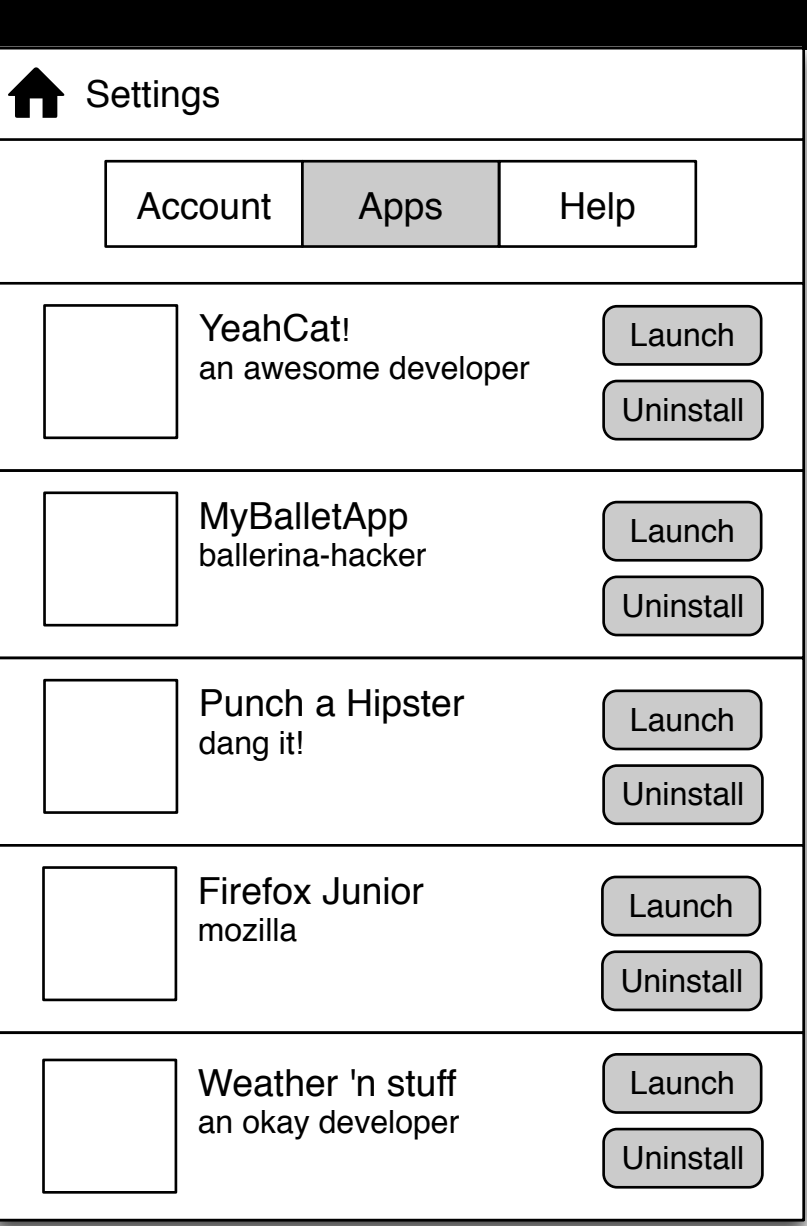 Settings
Account Apps Help
YeahCat!
an awesome developer
Launch
Uninstall
MyBalletApp
ballerina-hacker
Launch
Uninstall
Punch a Hipster
dang it!
Launch
Uninstall
Firefox Junior
mozilla
Launch
Uninstall
Weather 'n stuff
an okay developer
Launch
Uninstall